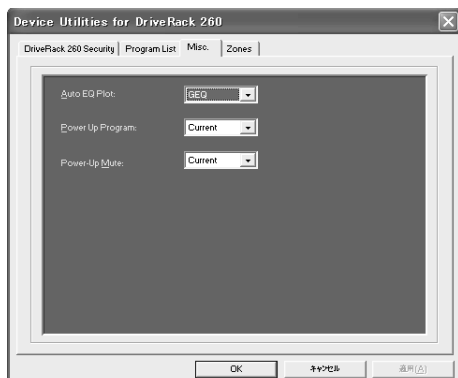 Device Utilities for DriveRack 260
DriveRack 260 Security Program List Misc. Zones
Auto EQ Plot: GEQ
Power Up Program: Current
Power-Up Mute: Current
OK キャンセル 適用(A)